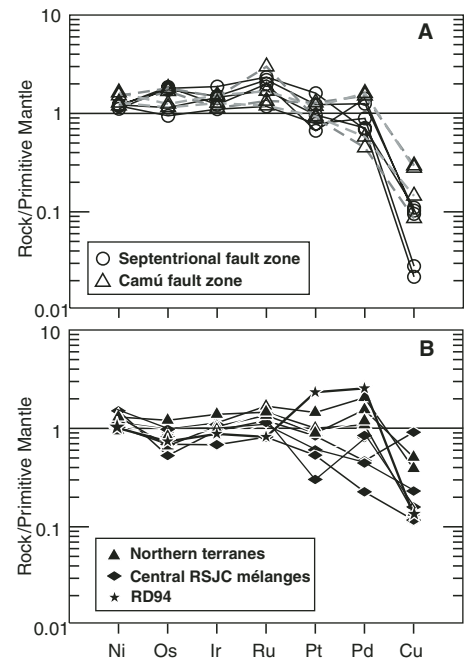 10
A
1
0.1
0.01
Rock/Primitive Mantle
Septentrional fault zone
Camú fault zone
10
B
1
0.1
0.01
Rock/Primitive Mantle
Northern terranes
Central RSJC mélanges
RD94
Ni Os Ir Ru Pt Pd Cu